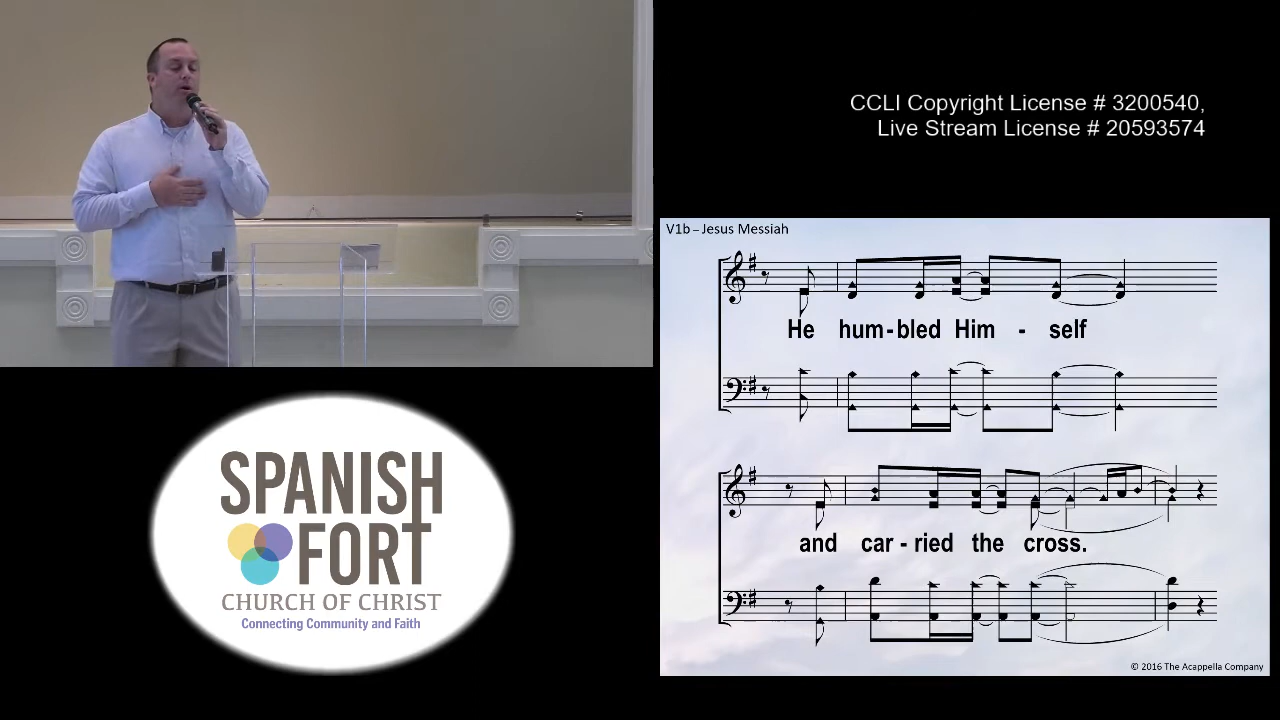 CCLI Copyright License # 3200540,
Live Stream License # 20593574
V1b – Jesus Messiah
He hum - bled Him - self
and car - ried the cross.
© 2016 The Acappella Company
SPANISH
FORT
CHURCH OF CHRIST
Connecting Community and Faith